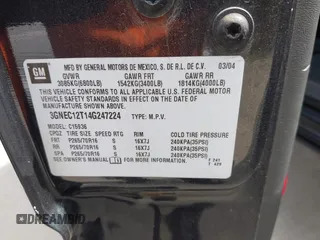 GM
MFD BY GENERAL MOTORS DE MEXICO, S. DE R.L. DE C.V.
03/04
GVWR GAWR FRT GAWR RR
3085KG(6800LB) 1542KG(3400LB) 1814KG(4000LB)
THIS VEHICLE CONFORMS TO ALL APPLICABLE U.S. FEDERAL MOTOR
VEHICLE SAFETY STANDARDS IN EFFECT ON THE DATE OF
MANUFACTURE SHOWN ABOVE.
3GNEC12T14G247224 TYPE: M.P.V.
MODEL: C15936
TIRE SIZE SPEED RTG RIM COLD TIRE PRESSURE
FRT P265/70R16 S 16X7J 240KPA(35PSI)
RR P265/70R16 S 16X7J 240KPA(35PSI)
SPA P265/70R16 S 16X7J 240KPA(35PSI)
SEE OWNER'S MANUAL
DREAMBID